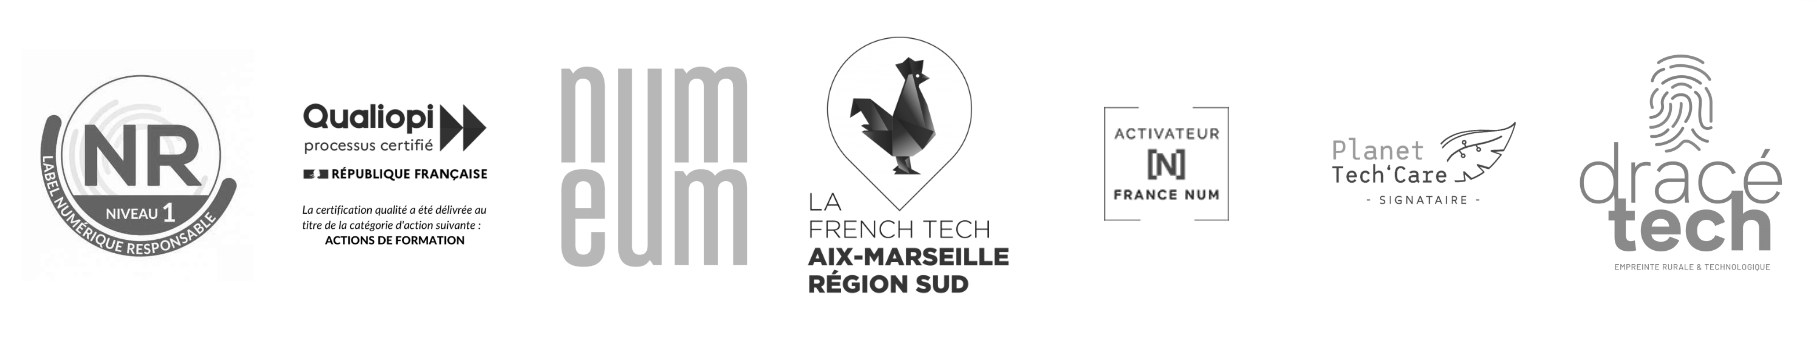 NR
NIVEAU 1
LABEL NUMÉRIQUE RESPONSABLE
Qualiopi
processus certifié
RÉPUBLIQUE FRANÇAISE
La certification qualité a été délivrée au
titre de la catégorie d'action suivante :
ACTIONS DE FORMATION
num
eum
LA
FRENCH TECH
AIX-MARSEILLE
RÉGION SUD
ACTIVATEUR
[N]
FRANCE NUM
Planet
Tech'Care
- SIGNATAIRE -
dracé
tech
EMPREINTE RURALE & TECHNOLOGIQUE